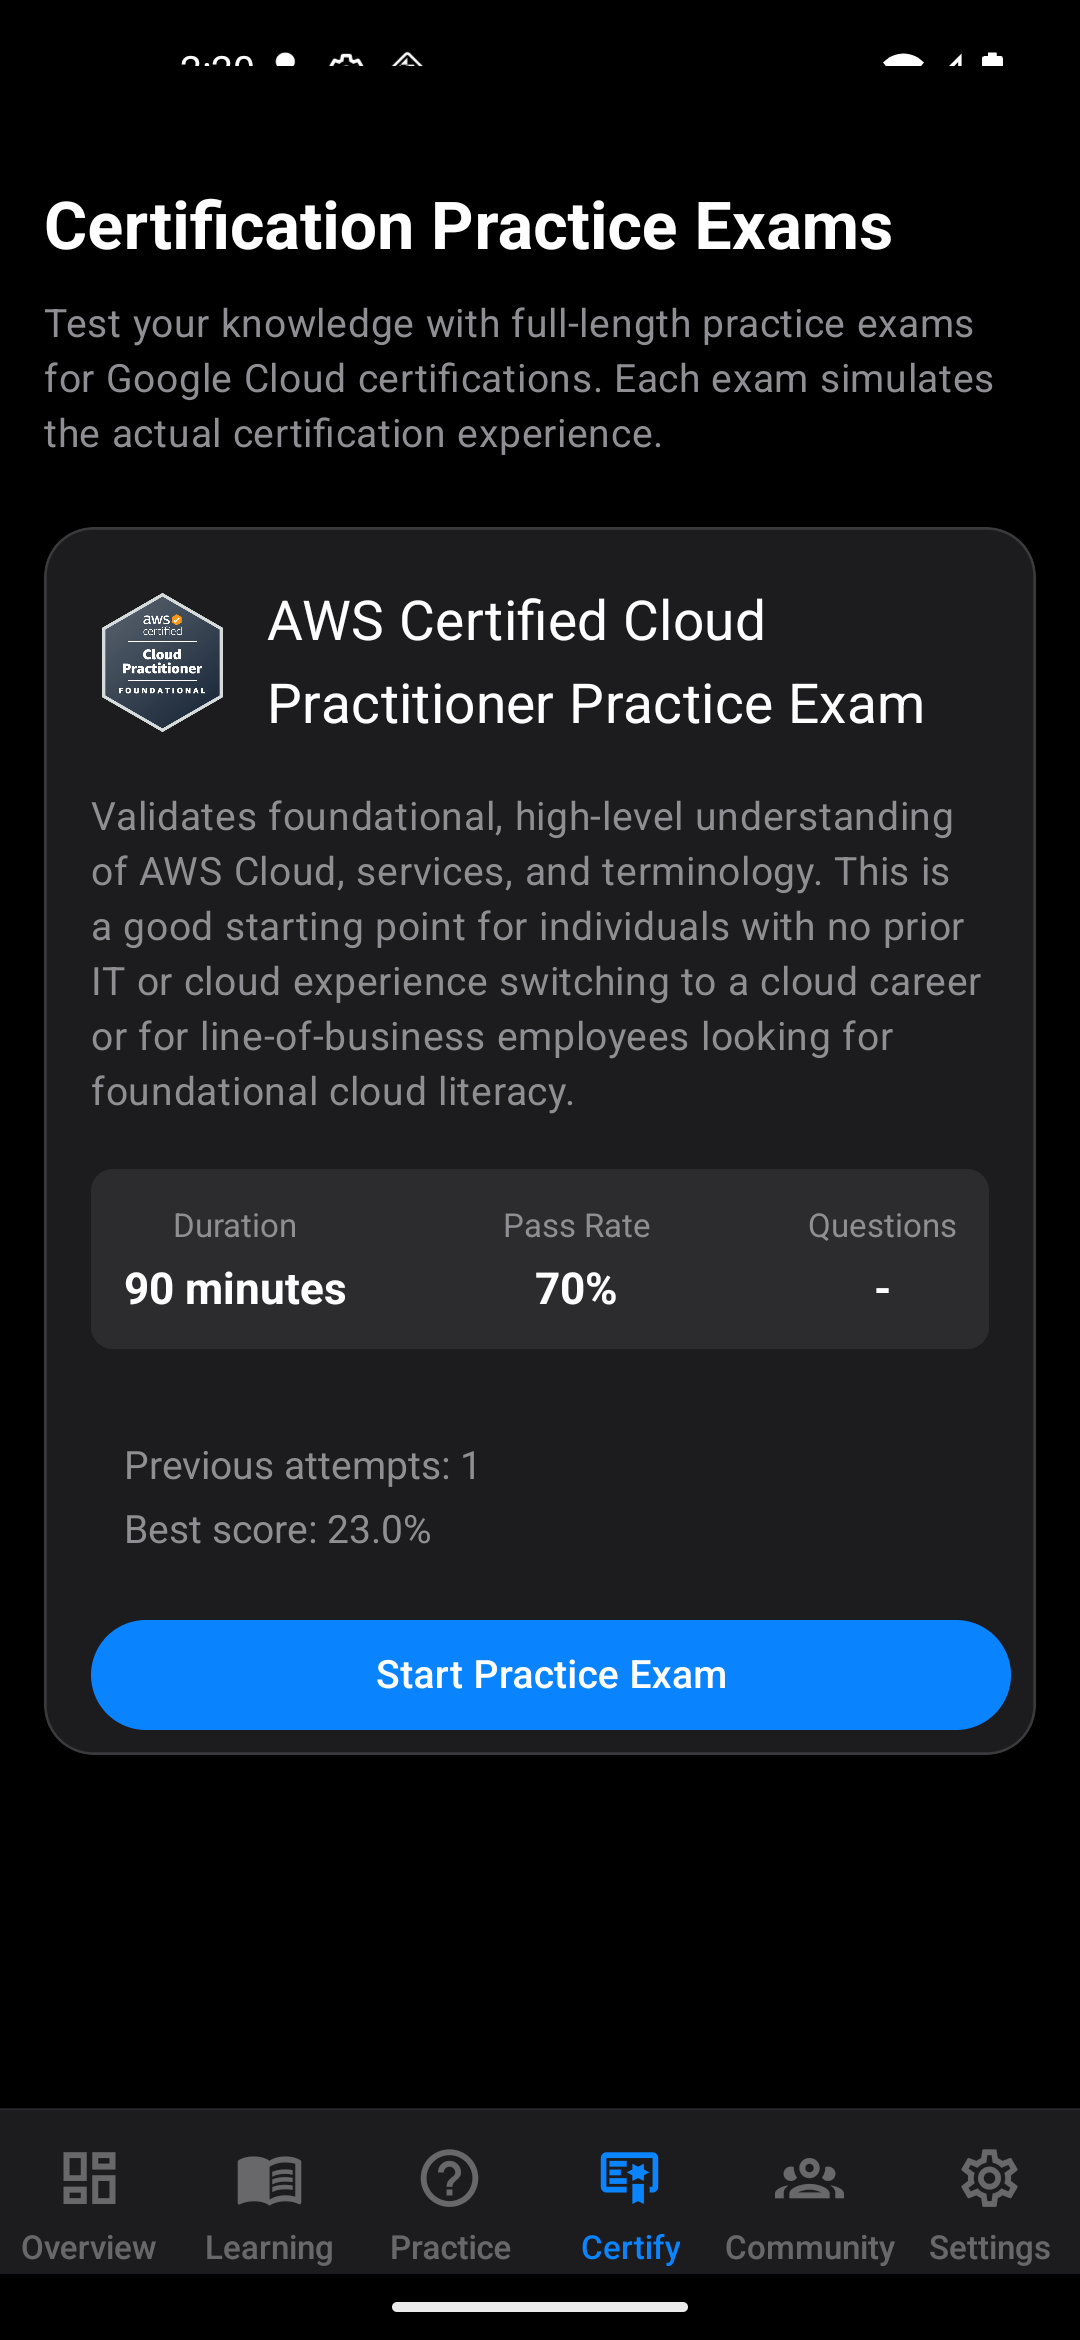 Certification Practice Exams
Test your knowledge with full-length practice exams
for Google Cloud certifications. Each exam simulates
the actual certification experience.
aws
certified
Cloud
Practitioner
FOUNDATIONAL
AWS Certified Cloud
Practitioner Practice Exam
Validates foundational, high-level understanding
of AWS Cloud, services, and terminology. This is
a good starting point for individuals with no prior
IT or cloud experience switching to a cloud career
or for line-of-business employees looking for
foundational cloud literacy.
Duration Pass Rate Questions
90 minutes 70% -
Previous attempts: 1
Best score: 23.0%
Start Practice Exam
Overview Learning Practice Certify Community Settings